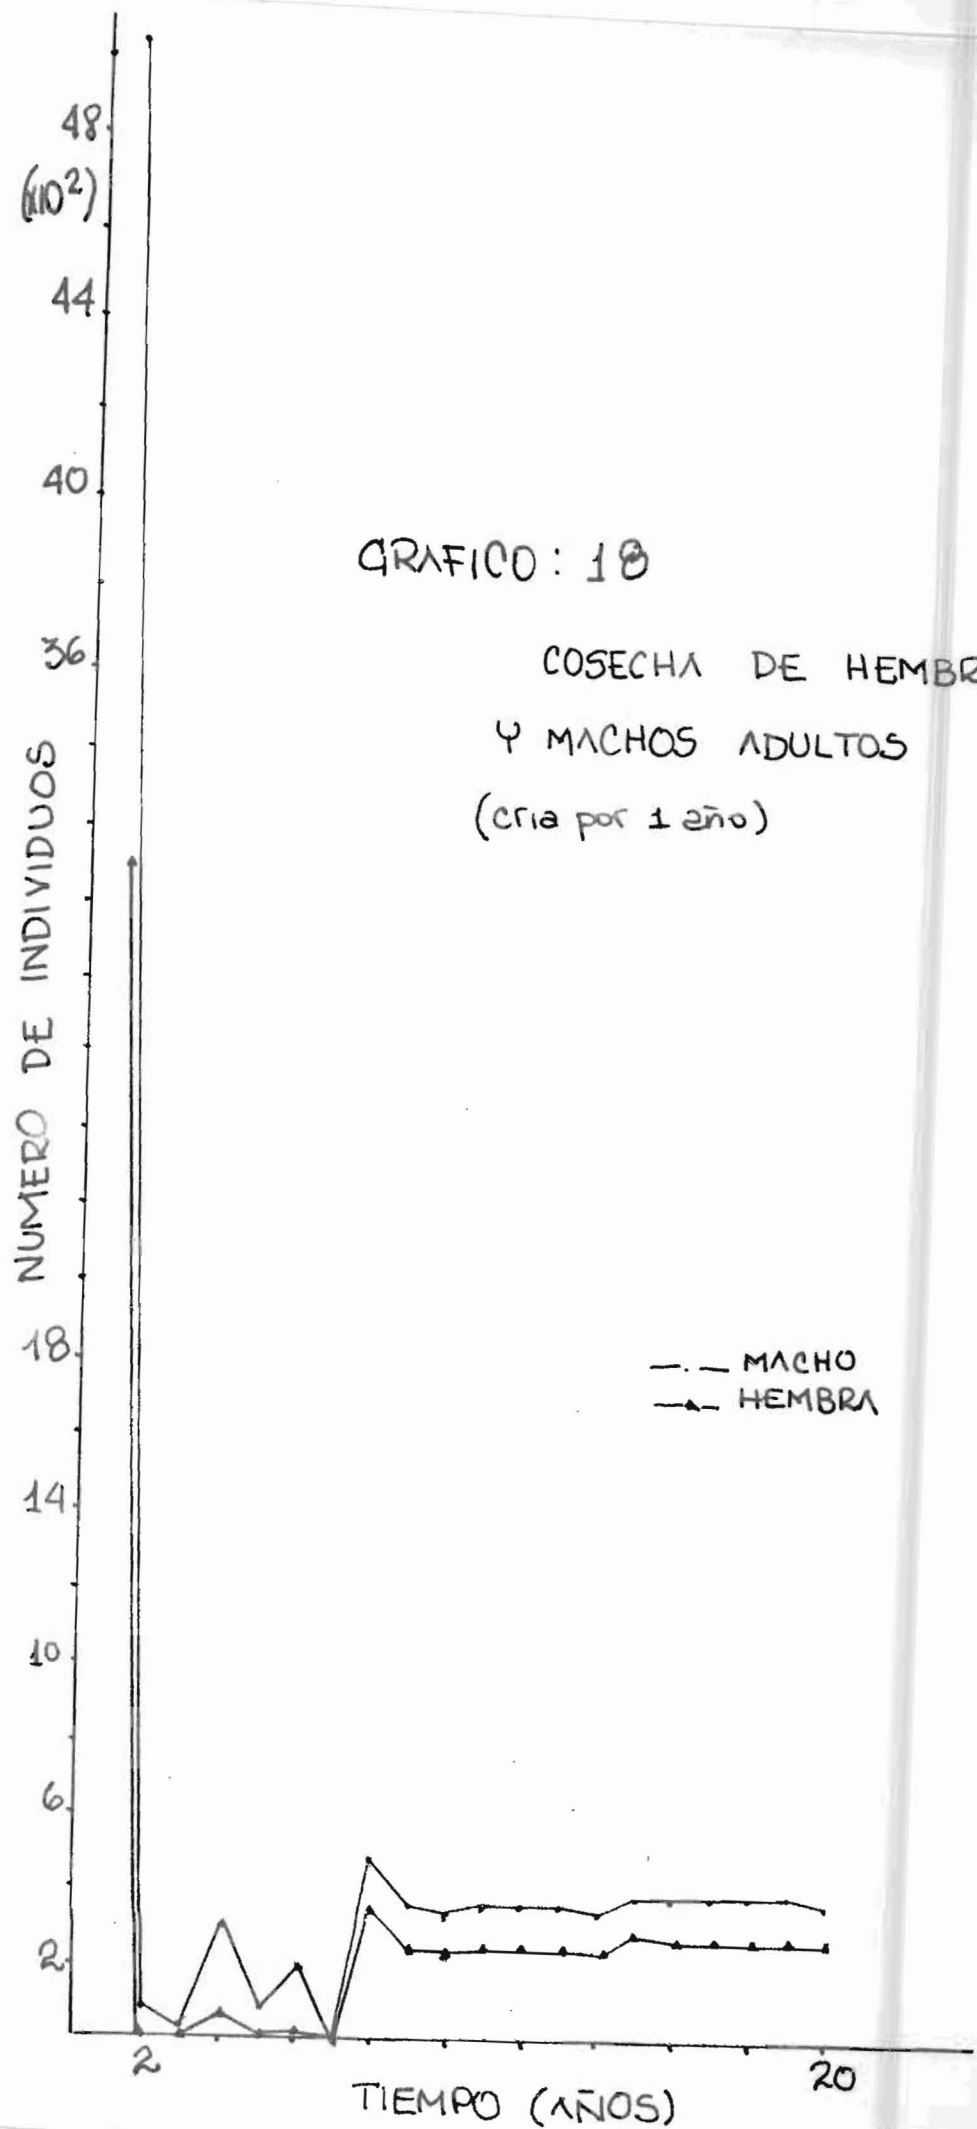 48
(x10²)
44
40
GRAFICO: 18
36
COSECHA DE HEMBR
Y MACHOS ADULTOS
(cria por 1 año)
NUMERO DE INDIVIDUOS
18
— . — MACHO
—▲— HEMBRA
14
10
6
2
2
20
TIEMPO (AÑOS)